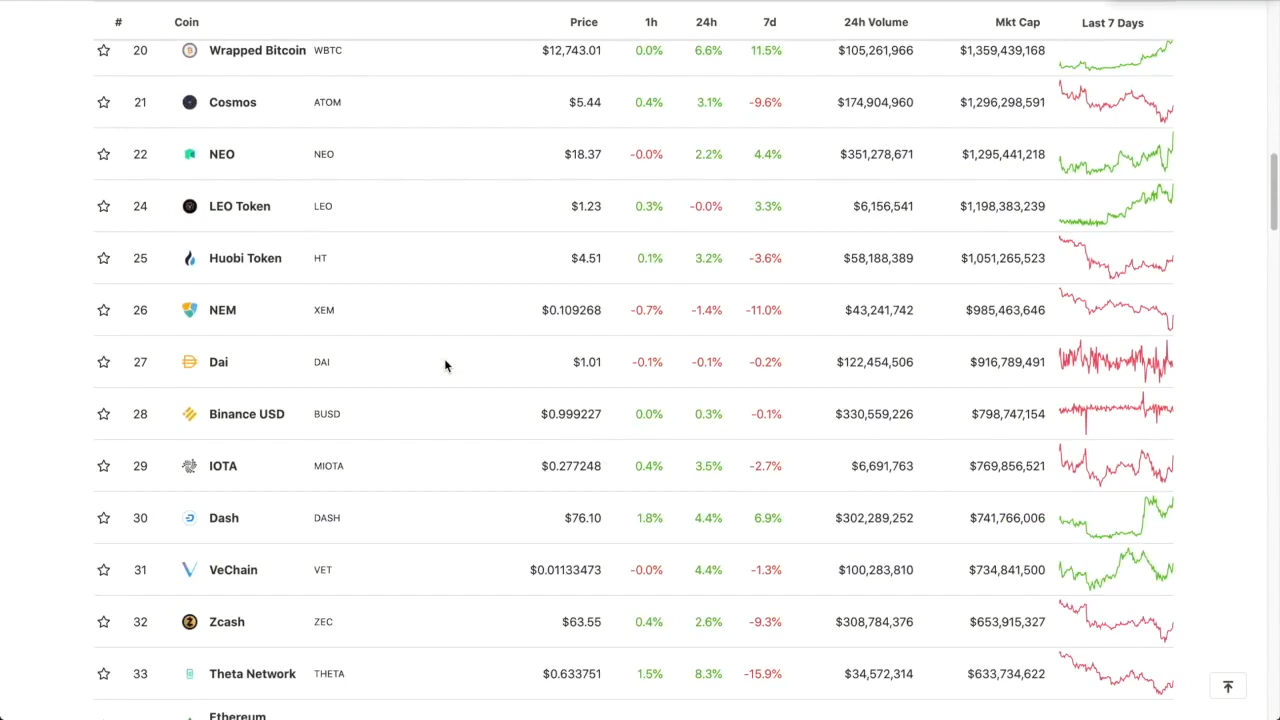 # Coin Price 1h 24h 7d 24h Volume Mkt Cap Last 7 Days
20 Wrapped Bitcoin WBTC $12,743.01 0.0% 6.6% 11.5% $105,261,966 $1,359,439,168
21 Cosmos ATOM $5.44 0.4% 3.1% -9.6% $174,904,960 $1,296,298,591
22 NEO NEO $18.37 -0.0% 2.2% 4.4% $351,278,671 $1,295,441,218
24 LEO Token LEO $1.23 0.3% -0.0% 3.3% $6,156,541 $1,198,383,239
25 Huobi Token HT $4.51 0.1% 3.2% -3.6% $58,188,389 $1,051,265,523
26 NEM XEM $0.109268 -0.7% -1.4% -11.0% $43,241,742 $985,463,646
27 Dai DAI $1.01 -0.1% -0.1% -0.2% $122,454,506 $916,789,491
28 Binance USD BUSD $0.999227 0.0% 0.3% -0.1% $330,559,226 $798,747,154
29 IOTA MIOTA $0.277248 0.4% 3.5% -2.7% $6,691,763 $769,856,521
30 Dash DASH $76.10 1.8% 4.4% 6.9% $302,289,252 $741,766,006
31 VeChain VET $0.01133473 -0.0% 4.4% -1.3% $100,283,810 $734,841,500
32 Zcash ZEC $63.55 0.4% 2.6% -9.3% $308,784,376 $653,915,327
33 Theta Network THETA $0.633751 1.5% 8.3% -15.9% $34,572,314 $633,734,622
Ethereum